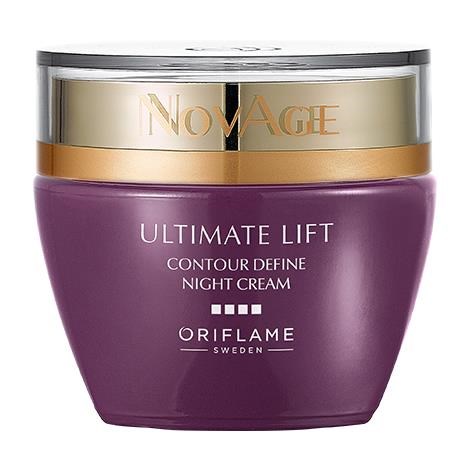 NOVAGE
ULTIMATE LIFT
CONTOUR DEFINE
NIGHT CREAM
ORIFLAME
SWEDEN